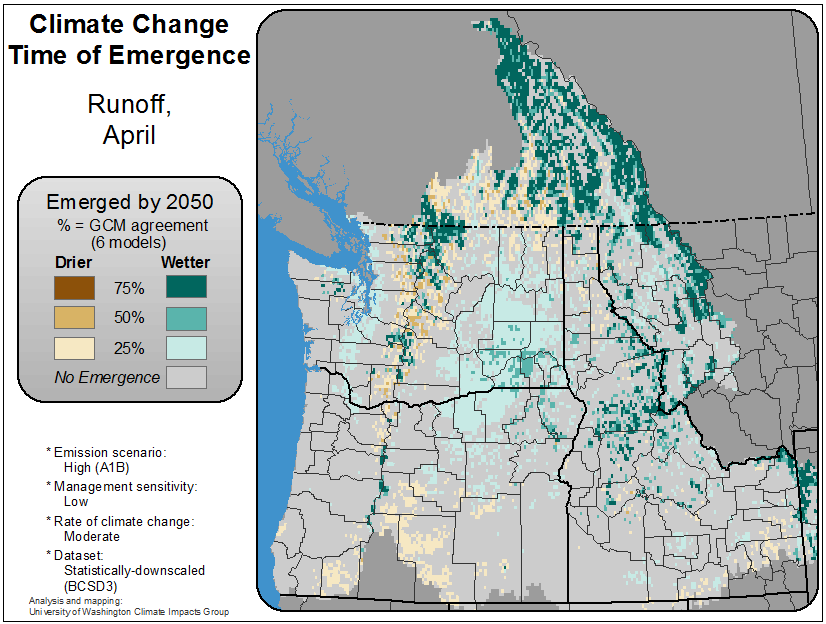 Climate Change
Time of Emergence
Runoff,
April
Emerged by 2050
% = GCM agreement
(6 models)
Drier Wetter
75%
50%
25%
No Emergence
* Emission scenario:
High (A1B)
* Management sensitivity:
Low
* Rate of climate change:
Moderate
* Dataset:
Statistically-downscaled
(BCSD3)
Analysis and mapping:
University of Washington Climate Impacts Group